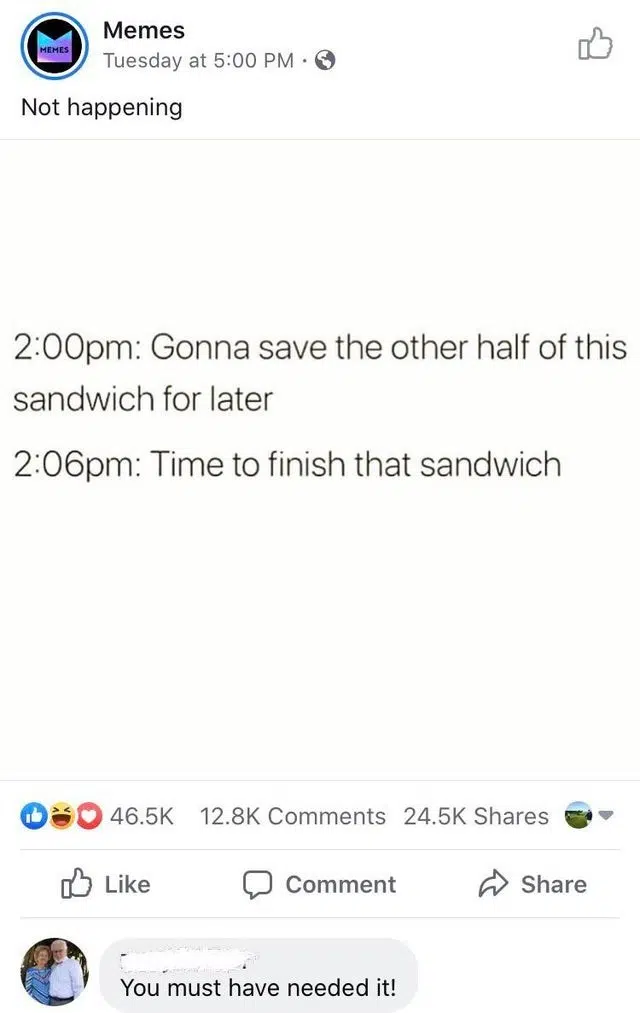 Memes
MEMES
Tuesday at 5:00 PM ·
Not happening
2:00pm: Gonna save the other half of this
sandwich for later
2:06pm: Time to finish that sandwich
46.5K 12.8K Comments 24.5K Shares
Like Comment Share
You must have needed it!